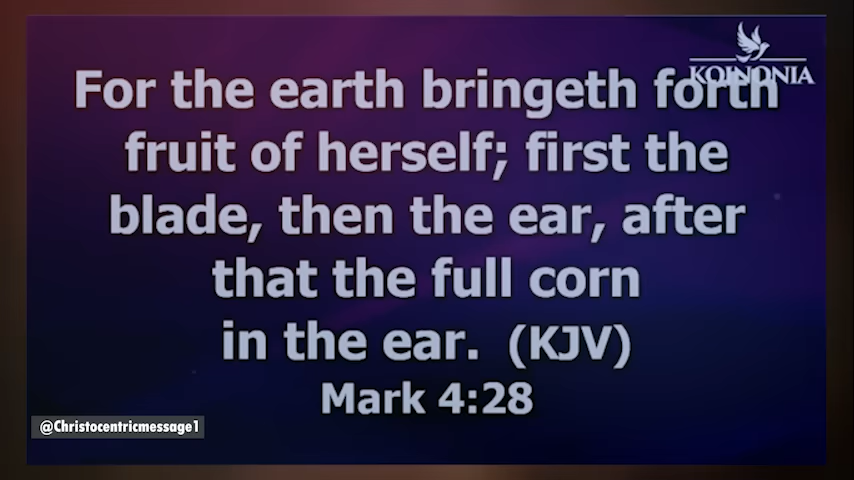 KOINONIA
For the earth bringeth forth
fruit of herself; first the
blade, then the ear, after
that the full corn
in the ear. (KJV)
Mark 4:28
@Christocentricmessage1